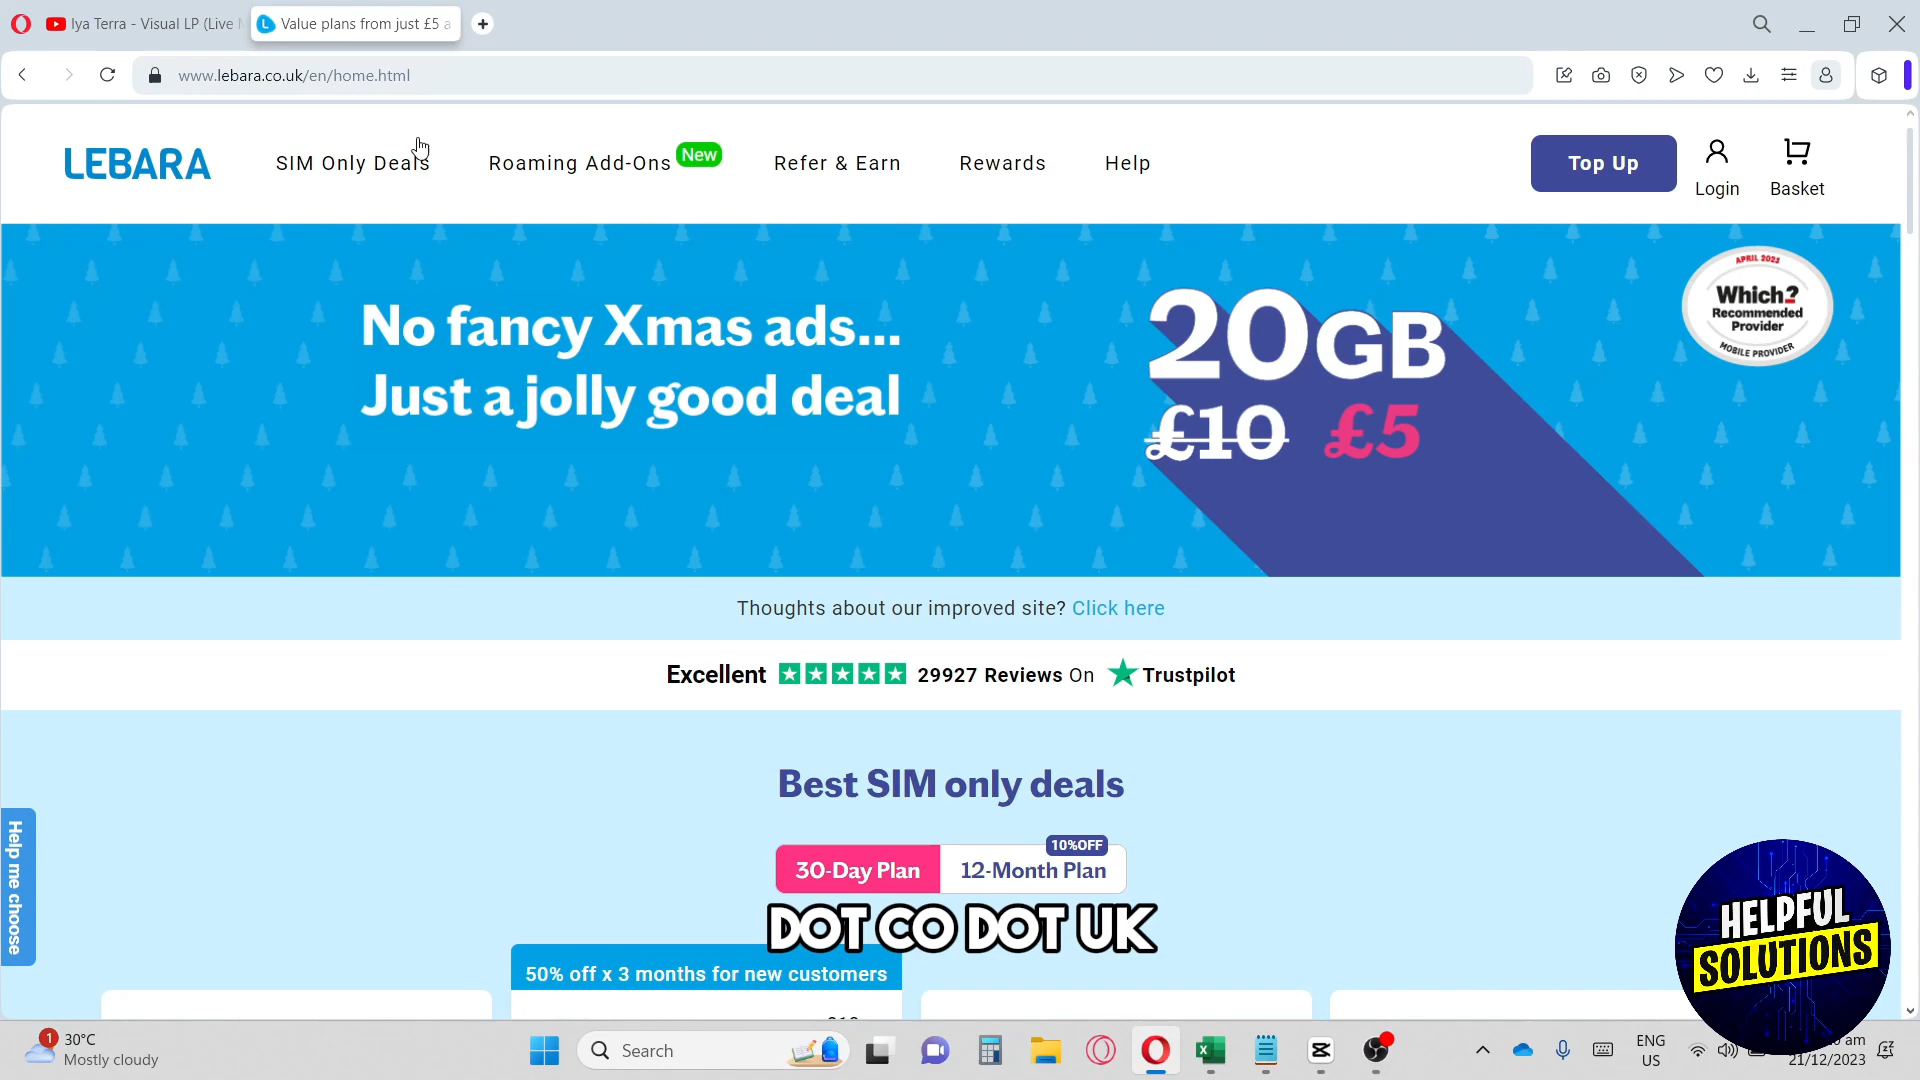 Iya Terra - Visual LP (Live
Value plans from just £5 a
www.lebara.co.uk/en/home.html
LEBARA
SIM Only Deals
Roaming Add-Ons
New
Refer & Earn
Rewards
Help
Top Up
Login
Basket
No fancy Xmas ads...
Just a jolly good deal
20GB
£10 £5
APRIL 2023
Which?
Recommended
Provider
MOBILE PROVIDER
Thoughts about our improved site? Click here
Excellent
29927 Reviews On
Trustpilot
Best SIM only deals
10%OFF
30-Day Plan
12-Month Plan
Help me choose
DOT CO DOT UK
50% off x 3 months for new customers
HELPFUL
SOLUTIONS
1
30°C
Mostly cloudy
Search
ENG
US
am
21/12/2023